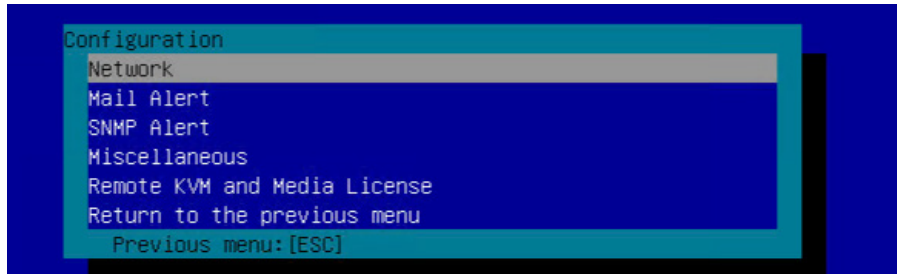 Configuration
Network
Mail Alert
SNMP Alert
Miscellaneous
Remote KVM and Media License
Return to the previous menu
Previous menu:[ESC]